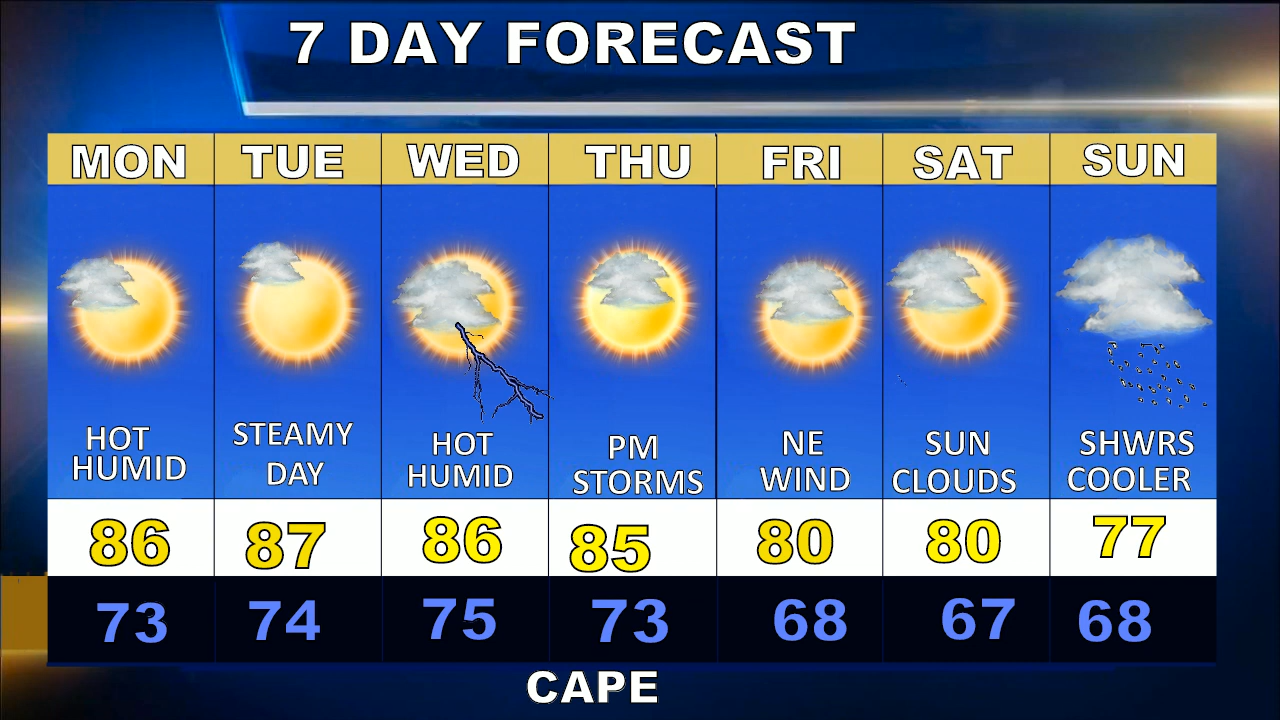 7 DAY FORECAST
MON TUE WED THU FRI SAT SUN
HOT STEAMY HOT PM NE SUN SHWRS
HUMID DAY HUMID STORMS WIND CLOUDS COOLER
86 87 86 85 80 80 77
73 74 75 73 68 67 68
CAPE